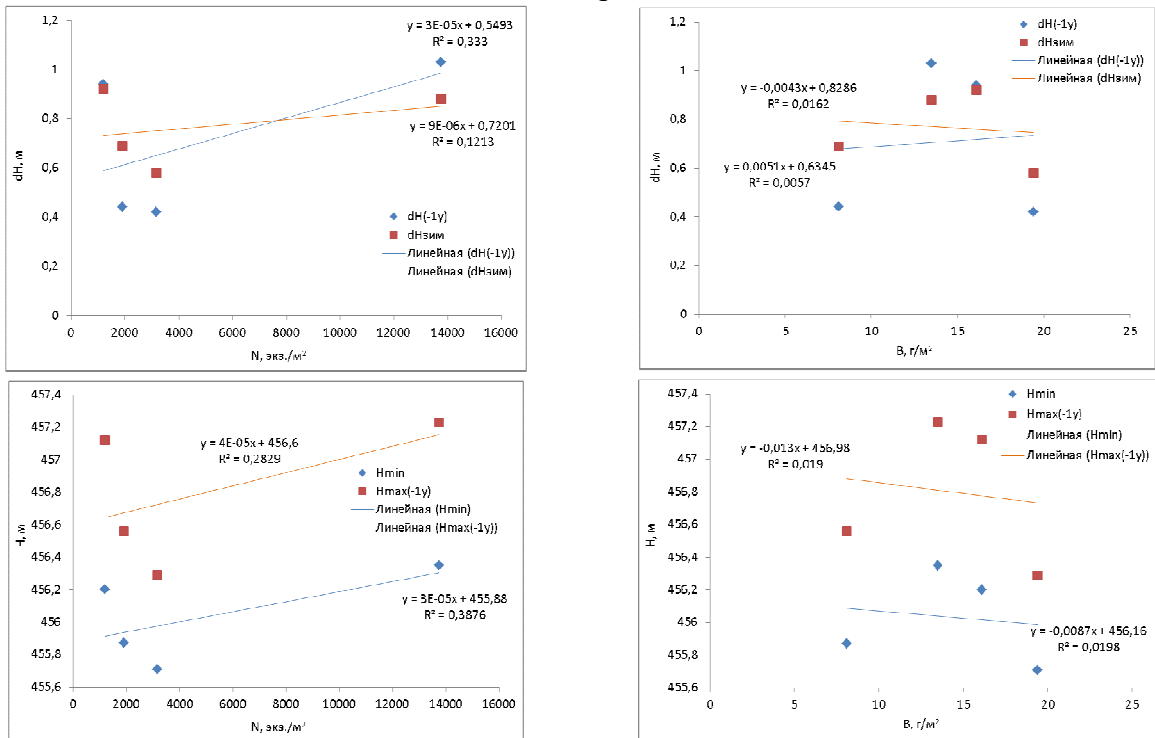 1,2
1
0,8
0,6
0,4
0,2
0
dH, м
y = 3E-05x + 0,5493
R² = 0,333
y = 9E-06x + 0,7201
R² = 0,1213
dH(-1y)
dHзим
Линейная (dH(-1y))
Линейная (dHзим)
0 2000 4000 6000 8000 10000 12000 14000 16000
N, экз./м²
1,2
1
0,8
0,6
0,4
0,2
0
dH, м
dH(-1y)
dHзим
Линейная (dH(-1y))
Линейная (dHзим)
y = -0,0043x + 0,8286
R² = 0,0162
y = 0,0051x + 0,6345
R² = 0,0057
0 5 10 15 20 25
B, г/м²
457,4
457,2
457
456,8
456,6
456,4
456,2
456
455,8
455,6
H, м
y = 4E-05x + 456,6
R² = 0,2829
Hmin
Hmax(-1y)
Линейная (Hmin)
Линейная (Hmax(-1y))
y = 3E-05x + 455,88
R² = 0,3876
0 2000 4000 6000 8000 10000 12000 14000 16000
N, экз./м²
457,4
457,2
457
456,8
456,6
456,4
456,2
456
455,8
455,6
H, м
Hmin
Hmax(-1y)
Линейная (Hmin)
Линейная (Hmax(-1y))
y = -0,013x + 456,98
R² = 0,019
y = -0,0087x + 456,16
R² = 0,0198
0 5 10 15 20 25
B, г/м²